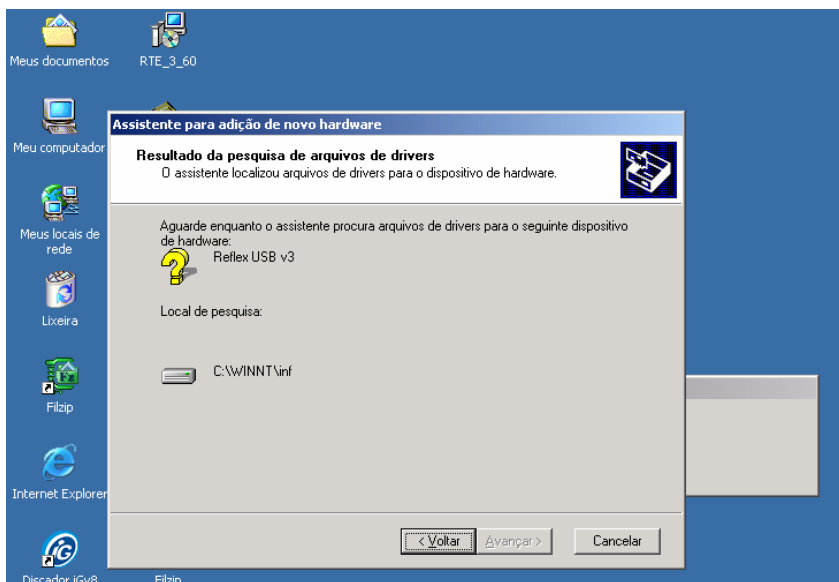 Meus documentos
RTE_3_60
Meu computador
Meus locais de
rede
Lixeira
Filzip
Internet Explorer
Discador iGv8
Filzip
Assistente para adição de novo hardware
Resultado da pesquisa de arquivos de drivers
O assistente localizou arquivos de drivers para o dispositivo de hardware.
Aguarde enquanto o assistente procura arquivos de drivers para o seguinte dispositivo
de hardware:
Reflex USB v3
Local de pesquisa:
C:\WINNT\inf
< Voltar
Avançar >
Cancelar